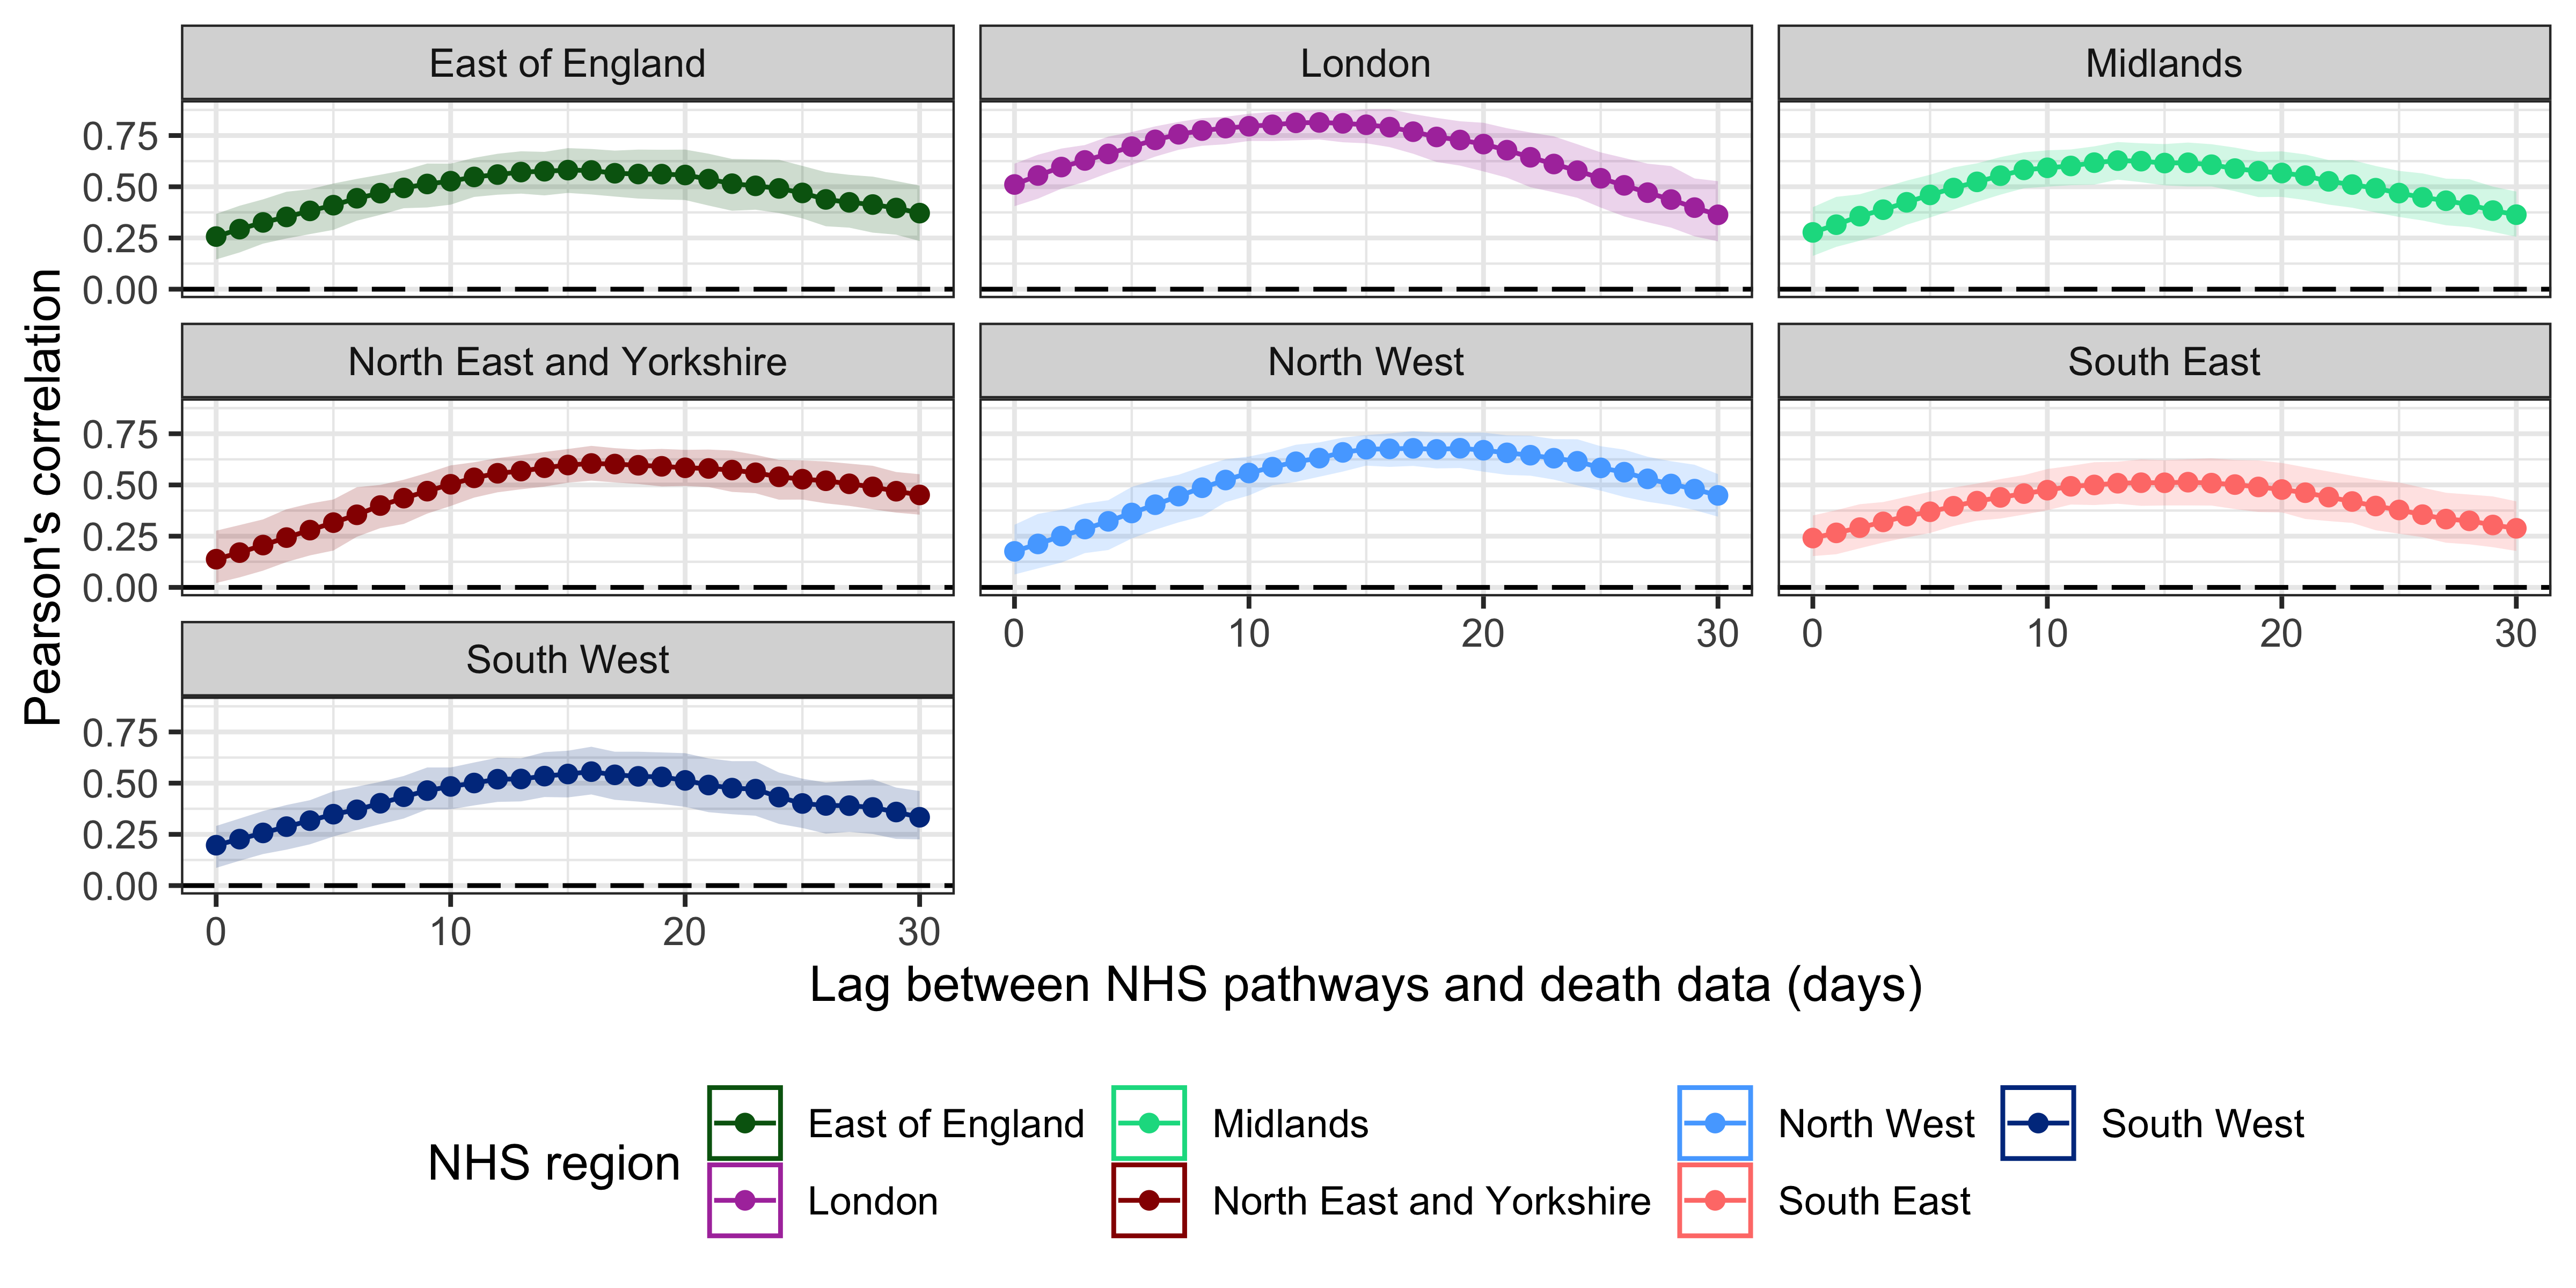 East of England
London
Midlands
0.75
0.50
0.25
0.00
North East and Yorkshire
North West
South East
0.75
0.50
0.25
0.00
0 10 20 30
0 10 20 30
South West
0.75
0.50
0.25
0.00
0 10 20 30
Pearson's correlation
Lag between NHS pathways and death data (days)
NHS region
East of England
London
Midlands
North East and Yorkshire
North West
South East
South West